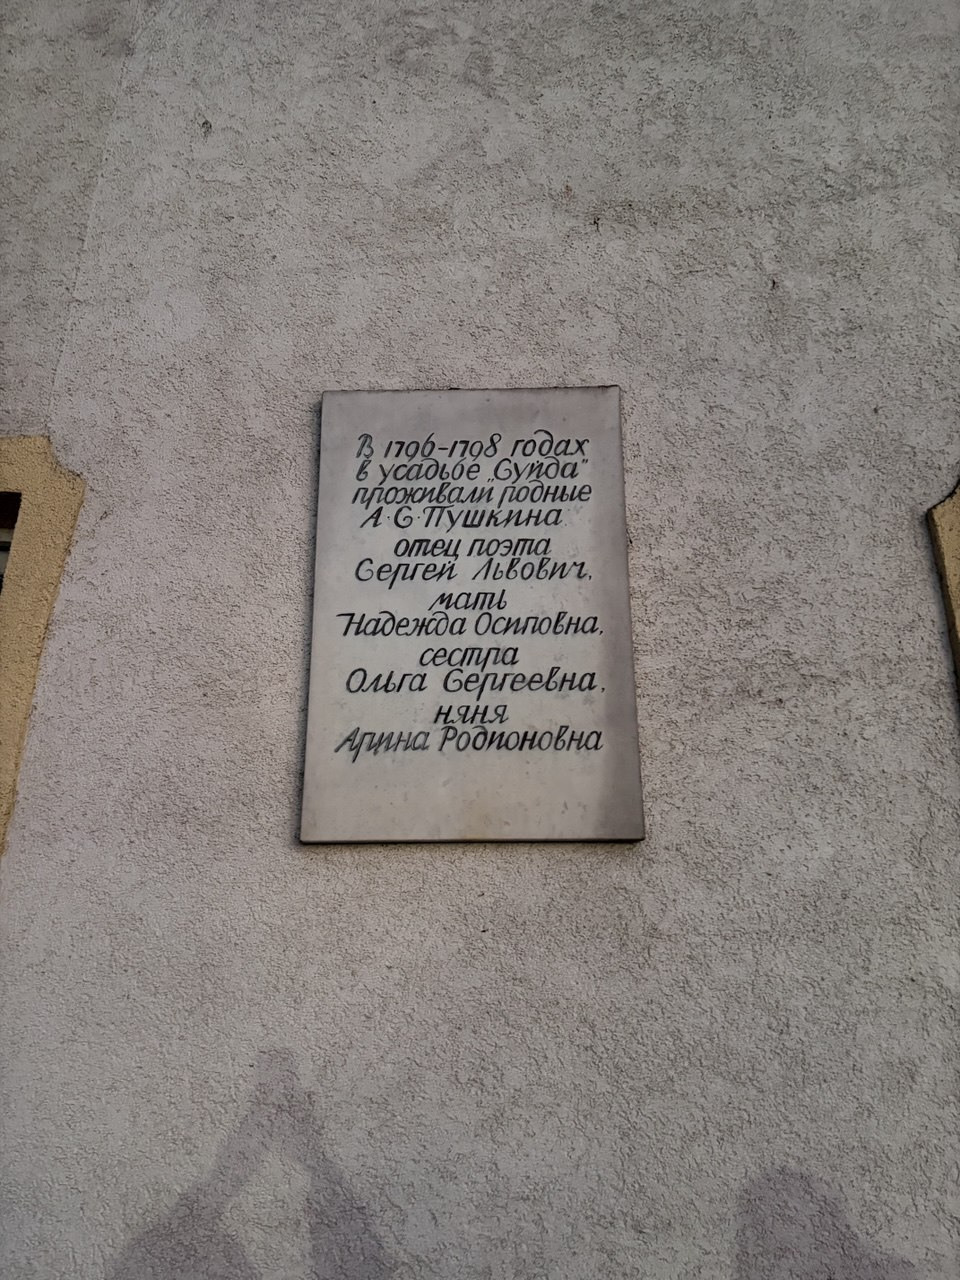 В 1796-1798 годах
в усадьбе „Суйда"
проживали родные
А·С·Пушкина
отец поэта
Сергей Львович,
мать
Надежда Осиповна,
сестра
Ольга Сергеевна,
няня
Арина Родионовна